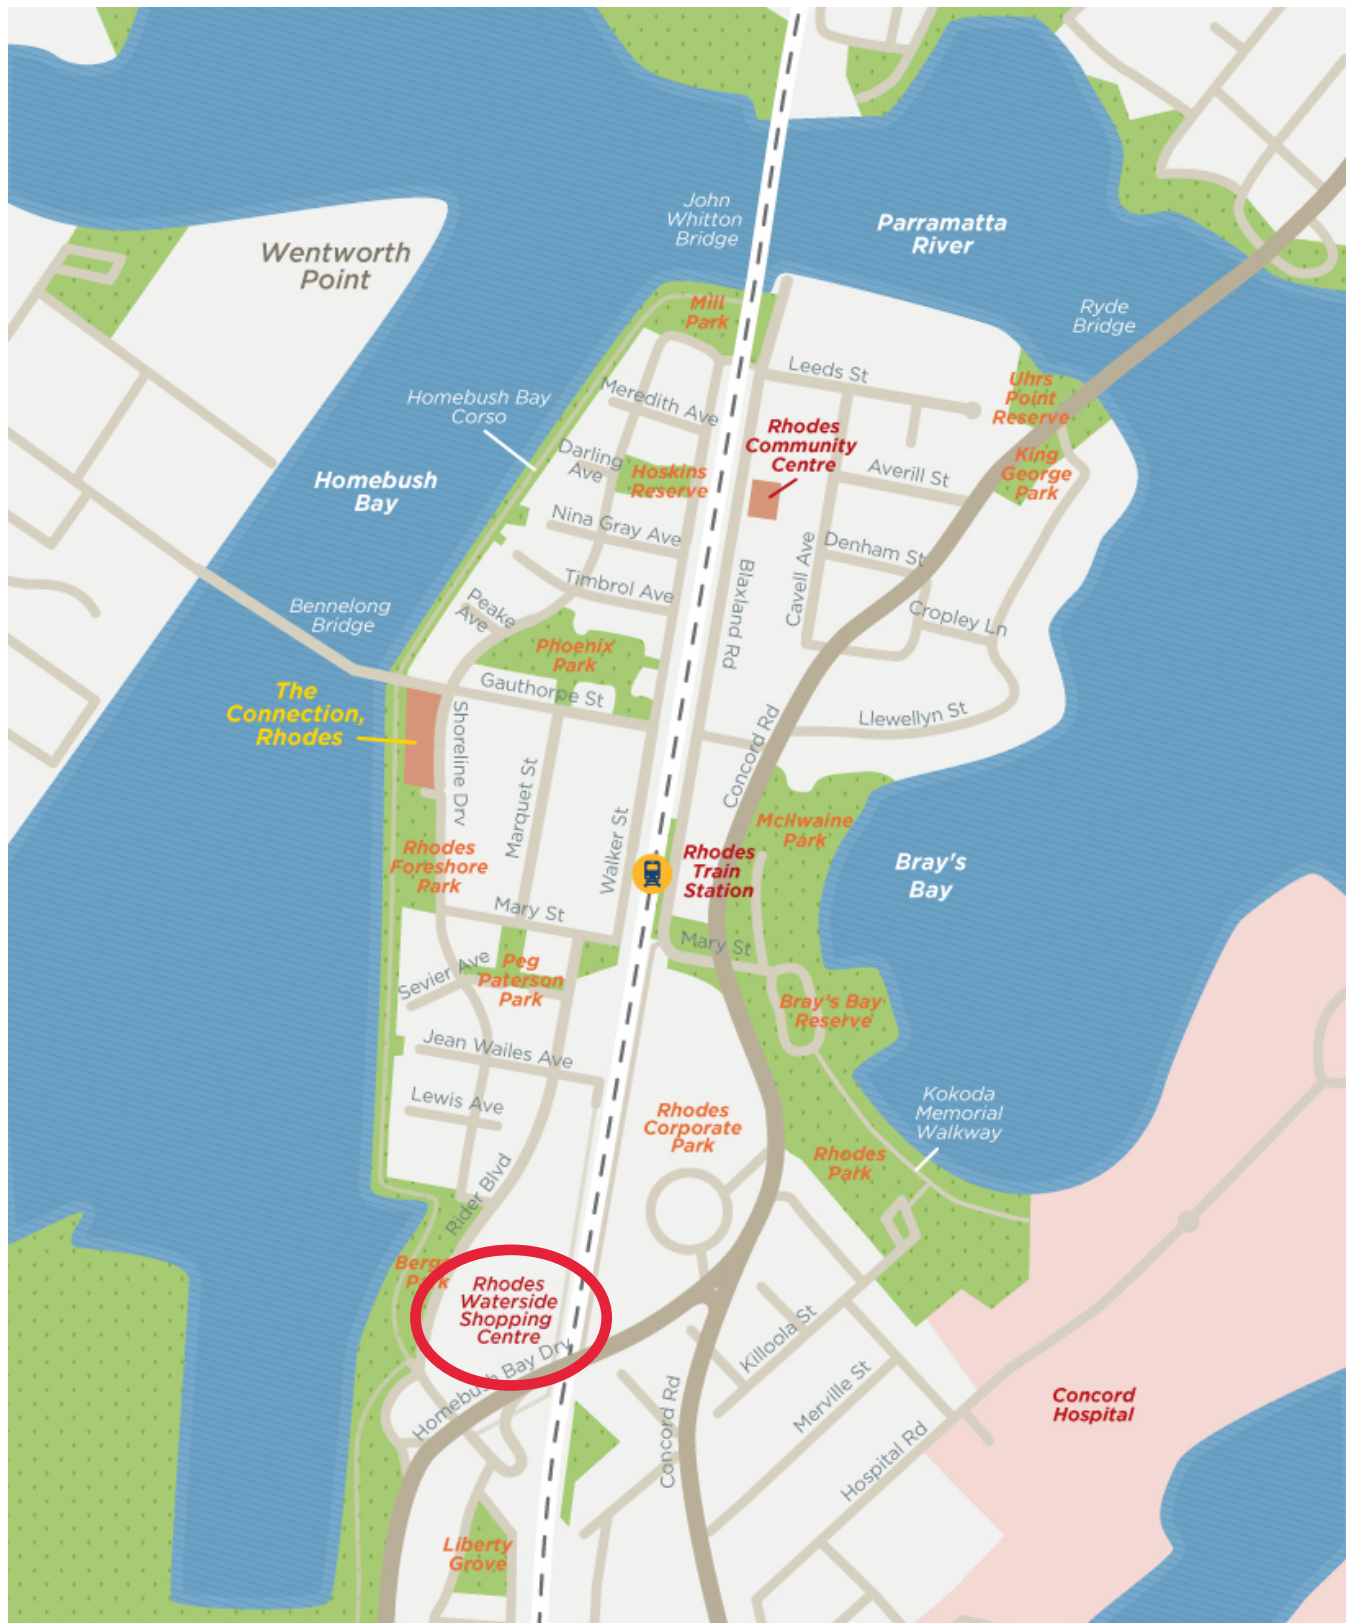 John
Whitton
Bridge
Parramatta
River
Wentworth
Point
Mill
Park
Ryde
Bridge
Leeds St
Uhrs
Point
Reserve
Homebush Bay
Corso
Meredith Ave
Rhodes
Community
Centre
Darling
Ave
Hoskins
Reserve
Averill St
King
George
Park
Homebush
Bay
Nina Gray Ave
Denham St
Cavell Ave
Blaxland Rd
Timbrol Ave
Bennelong
Bridge
Peake
Ave
Cropley Ln
Phoenix
Park
Gauthorpe St
The
Connection,
Rhodes
Shoreline Drv
Llewellyn St
Concord Rd
Marquet St
Walker St
McIlwaine
Park
Rhodes
Foreshore
Park
Rhodes
Train
Station
Bray's
Bay
Mary St
Mary St
Sevier Ave
Peg
Paterson
Park
Bray's Bay
Reserve
Jean Wailes Ave
Lewis Ave
Kokoda
Memorial
Walkway
Rhodes
Corporate
Park
Rhodes
Park
Rider Blvd
Park
Rhodes
Waterside
Shopping
Centre
Homebush Bay Drv
Killoola St
Merville St
Concord Rd
Hospital Rd
Concord
Hospital
Liberty
Grove